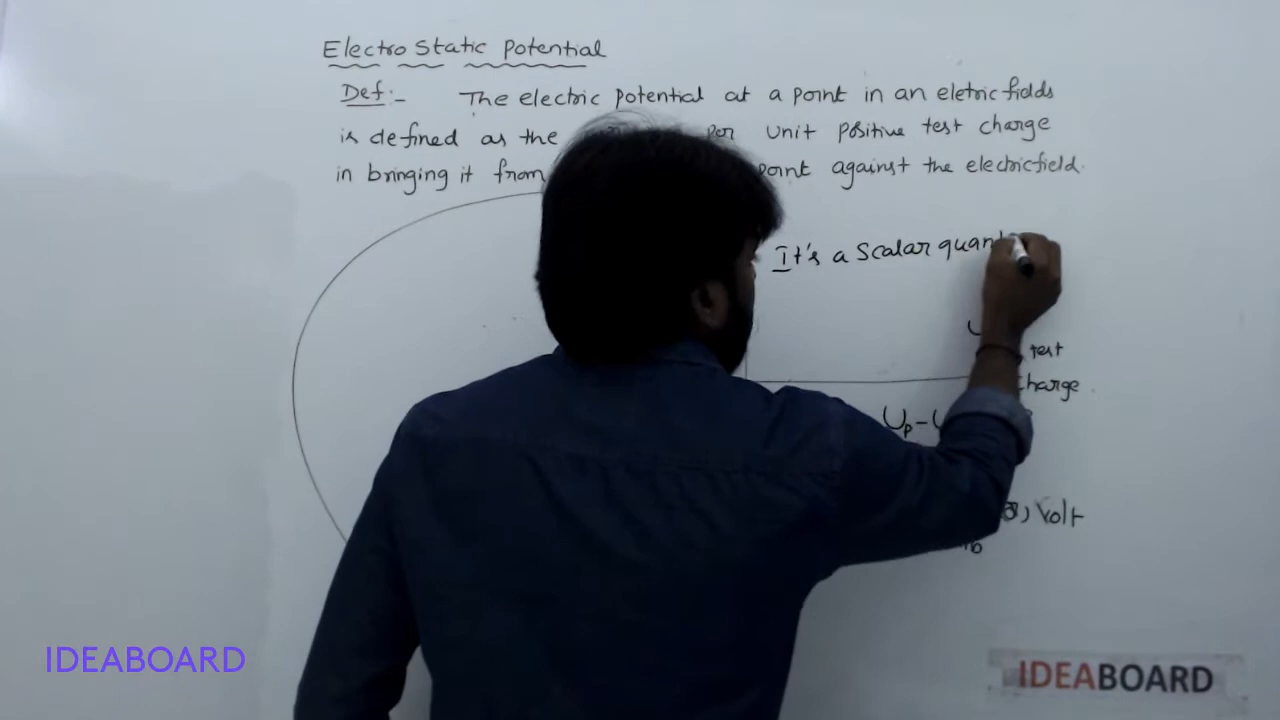 Electro Static Potential
Def:- The electric potential at a point in an eletric fields
is defined as the per unit positive test charge
in bringing it from point against the electric field.
It's a Scalar quant
test
charge
Up - U
Volt
IDEABOARD
IDEABOARD